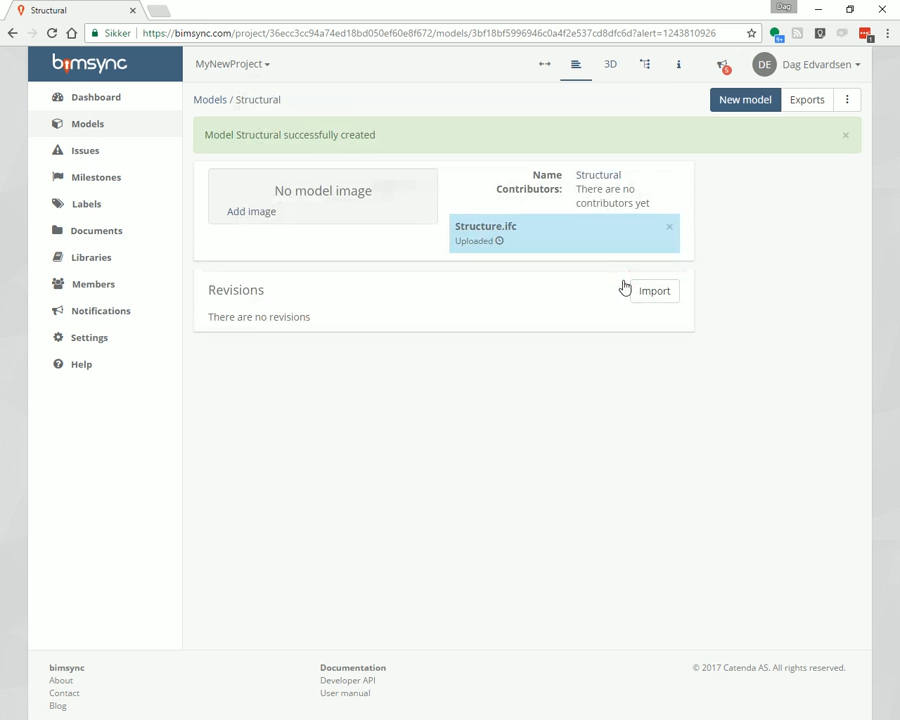 Structural
Dag
Sikker
https://bimsync.com/project/36ecc3cc94a74ed18bd050ef60e8f672/models/3bf18bf5996946c0a4f2e537cd8dfc6d?alert=1243810926
bimsync
MyNewProject
3D
5
DE
Dag Edvardsen
Dashboard
Models
Issues
Milestones
Labels
Documents
Libraries
Members
Notifications
Settings
Help
Models / Structural
New model
Exports
Model Structural successfully created
No model image
Add image
Name Structural
Contributors: There are no
contributors yet
Structure.ifc
Uploaded
Revisions
Import
There are no revisions
bimsync
About
Contact
Blog
Documentation
Developer API
User manual
© 2017 Catenda AS. All rights reserved.